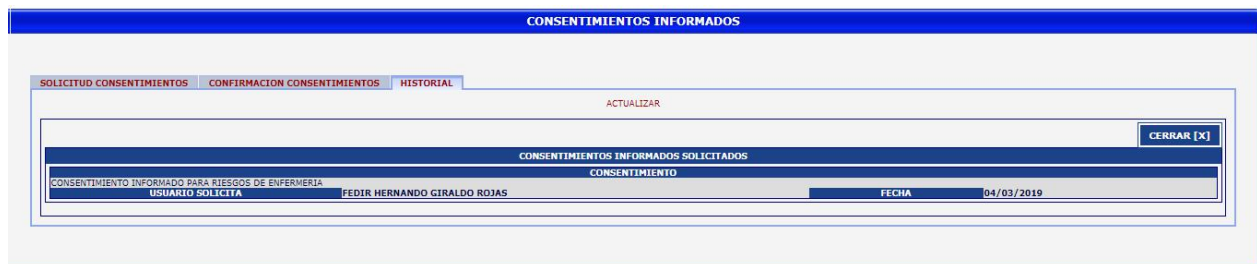 CONSENTIMIENTOS INFORMADOS
SOLICITUD CONSENTIMIENTOS CONFIRMACION CONSENTIMIENTOS HISTORIAL
ACTUALIZAR
CERRAR [X]
CONSENTIMIENTOS INFORMADOS SOLICITADOS
CONSENTIMIENTO
CONSENTIMIENTO INFORMADO PARA RIESGOS DE ENFERMERIA
USUARIO SOLICITA FEDIR HERNANDO GIRALDO ROJAS FECHA 04/03/2019